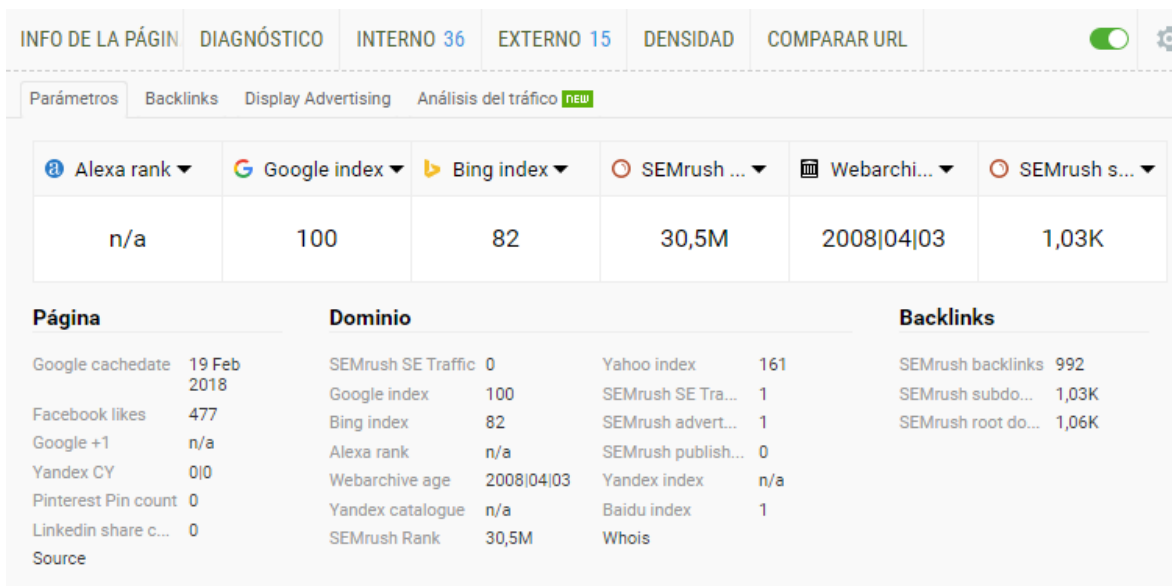 INFO DE LA PÁGIN DIAGNÓSTICO INTERNO 36 EXTERNO 15 DENSIDAD COMPARAR URL
Parámetros Backlinks Display Advertising Análisis del tráfico new
Alexa rank Google index Bing index SEMrush ... Webarchi... SEMrush s...
n/a 100 82 30,5M 2008|04|03 1,03K
Página Dominio Backlinks
Google cachedate 19 Feb 2018
Facebook likes 477
Google +1 n/a
Yandex CY 0|0
Pinterest Pin count 0
Linkedin share c... 0
Source
SEMrush SE Traffic 0
Google index 100
Bing index 82
Alexa rank n/a
Webarchive age 2008|04|03
Yandex catalogue n/a
SEMrush Rank 30,5M
Yahoo index 161
SEMrush SE Tra... 1
SEMrush advert... 1
SEMrush publish... 0
Yandex index n/a
Baidu index 1
Whois
SEMrush backlinks 992
SEMrush subdo... 1,03K
SEMrush root do... 1,06K